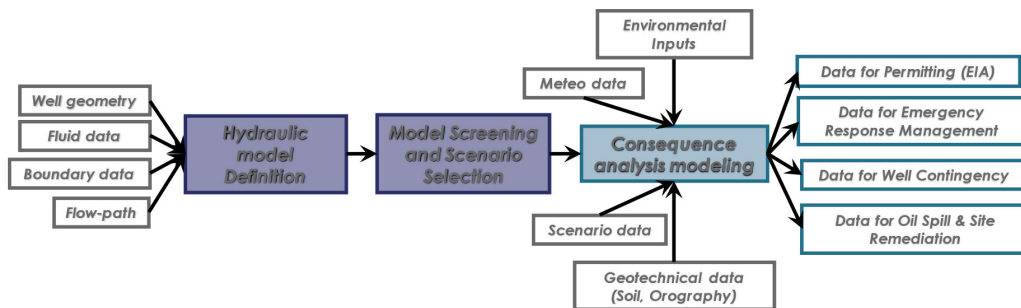 Environmental
Inputs
Meteo data
Well geometry
Fluid data
Boundary data
Flow-path
Hydraulic
model
Definition
Model Screening
and Scenario
Selection
Consequence
analysis modeling
Scenario data
Geotechnical data
(Soil, Orography)
Data for Permitting (EIA)
Data for Emergency
Response Management
Data for Well Contingency
Data for Oil Spill & Site
Remediation